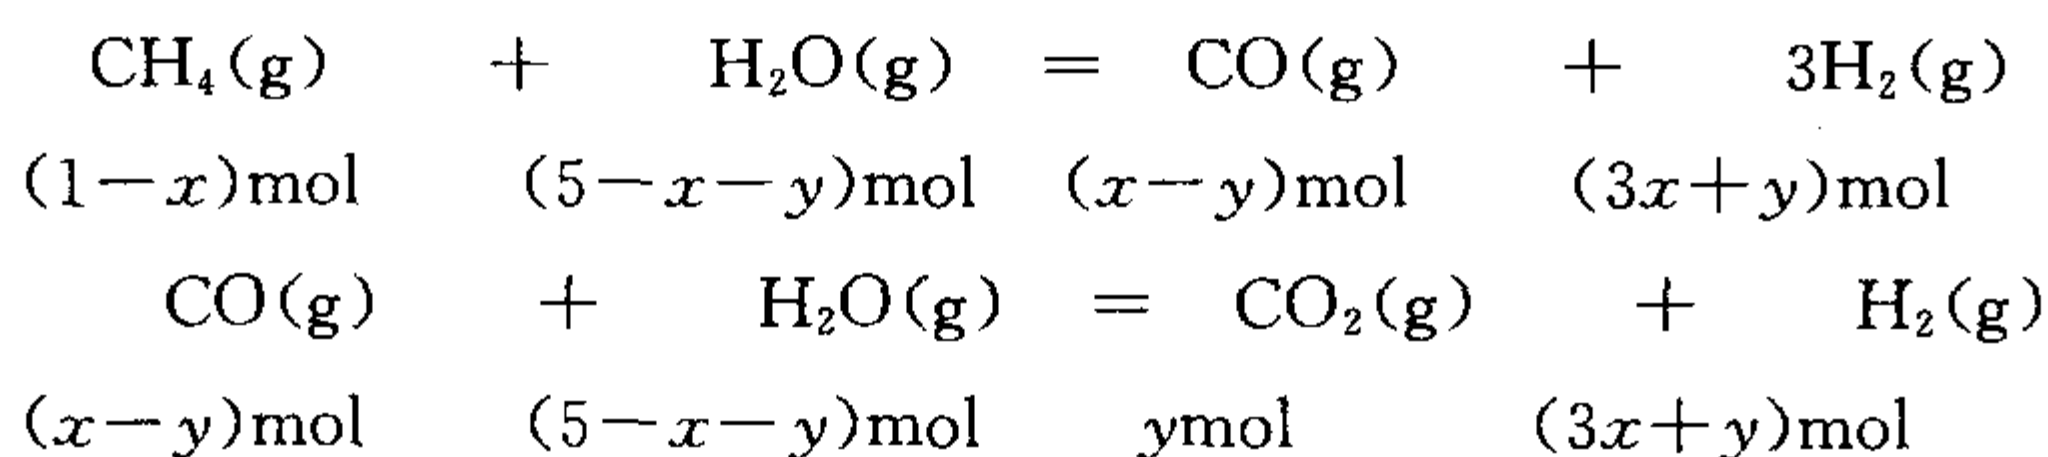 CH₄(g) + H₂O(g) = CO(g) + 3H₂(g)
(1−x)mol (5−x−y)mol (x−y)mol (3x+y)mol
CO(g) + H₂O(g) = CO₂(g) + H₂(g)
(x−y)mol (5−x−y)mol ymol (3x+y)mol